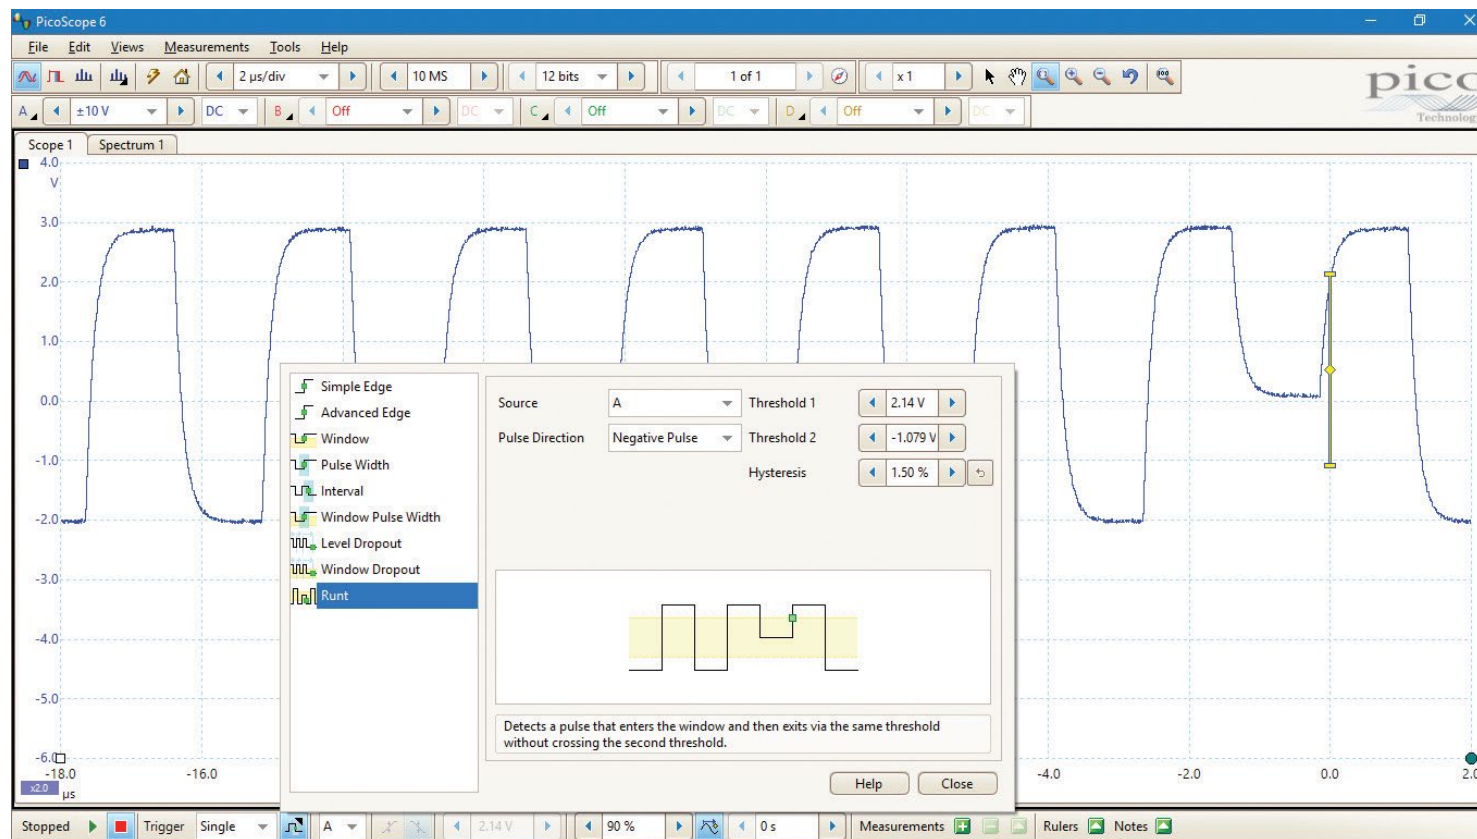 PicoScope 6
File Edit Views Measurements Tools Help
2 µs/div 10 MS 12 bits 1 of 1 x 1
A ±10 V DC B Off DC C Off DC D Off DC
pico
Technology
Scope 1 Spectrum 1
4.0
V
3.0
2.0
1.0
0.0
-1.0
-2.0
-3.0
-4.0
-5.0
-6.0
-18.0 -16.0 -4.0 -2.0 0.0 2.0
x2.0 µs
Simple Edge
Advanced Edge
Window
Pulse Width
Interval
Window Pulse Width
Level Dropout
Window Dropout
Runt
Source A Threshold 1 2.14 V
Pulse Direction Negative Pulse Threshold 2 -1.079 V
Hysteresis 1.50 %
Detects a pulse that enters the window and then exits via the same threshold
without crossing the second threshold.
Help Close
Stopped Trigger Single A 2.14 V 90 % 0 s Measurements Rulers Notes